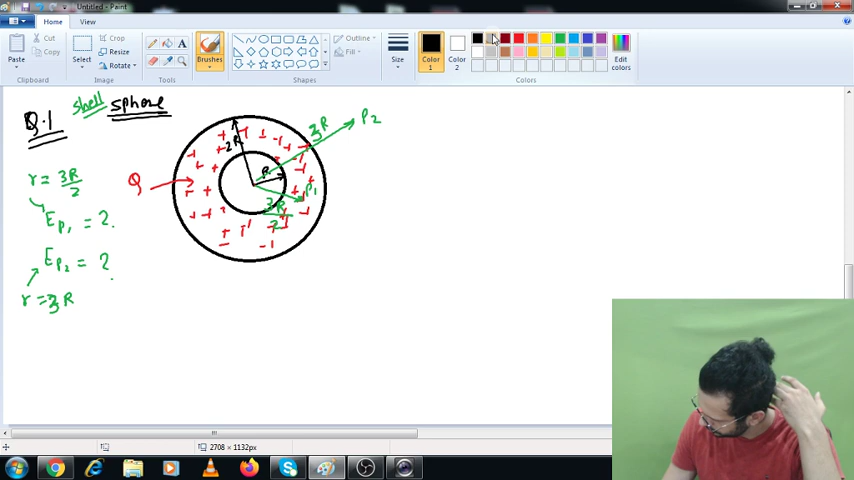 Untitled - Paint
Home
View
Paste
Cut
Copy
Clipboard
Select
Crop
Resize
Rotate
Image
Tools
Brushes
Outline
Fill
Shapes
Size
Color 1
Color 2
Edit colors
Colors
Q.1 shell sphere
r = 3R/2
E P1 = ?
E P2 = ?
r = 3R
Q
2R
R
3R
P2
P1
3R/2
2708 × 1132px